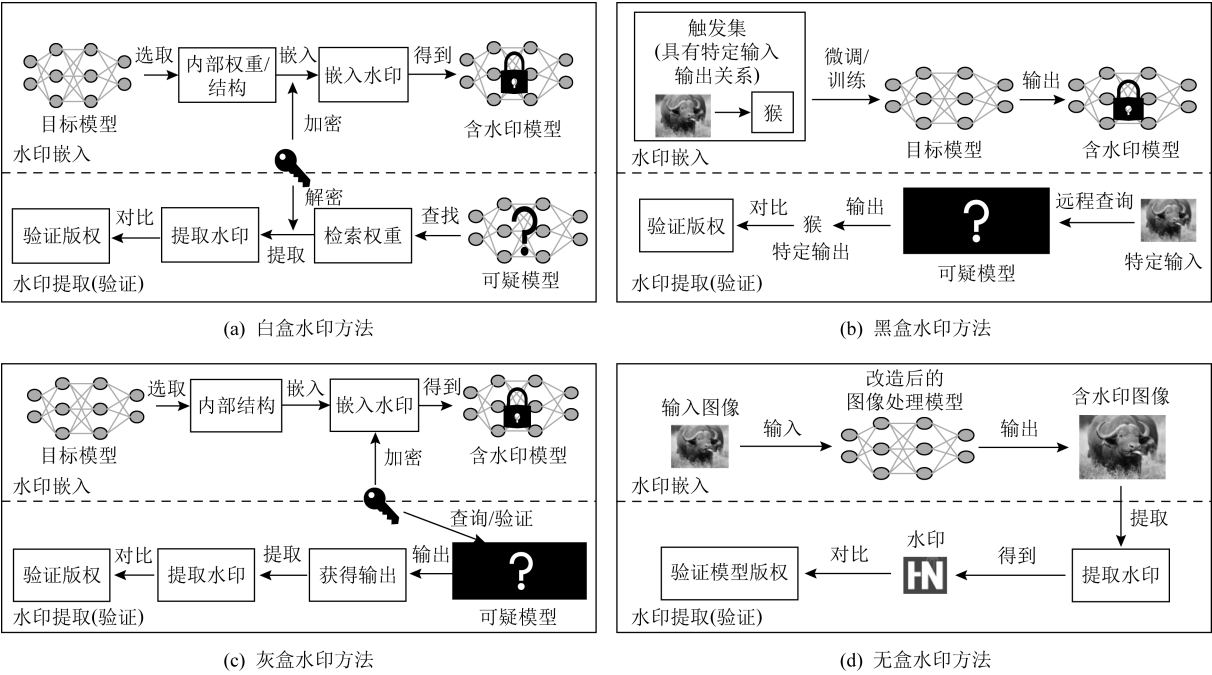 选取
内部权重/
结构
嵌入
嵌入水印
得到
目标模型
加密
含水印模型
水印嵌入
解密
验证版权
对比
提取水印
提取
检索权重
查找
可疑模型
水印提取(验证)
(a) 白盒水印方法
触发集
(具有特定输入
输出关系)
猴
微调/
训练
输出
目标模型
含水印模型
水印嵌入
验证版权
对比
猴
特定输出
输出
?
可疑模型
远程查询
特定输入
水印提取(验证)
(b) 黑盒水印方法
选取
内部结构
嵌入
嵌入水印
得到
目标模型
加密
含水印模型
水印嵌入
查询/验证
验证版权
对比
提取水印
提取
获得输出
输出
?
可疑模型
水印提取(验证)
(c) 灰盒水印方法
输入图像
输入
改造后的
图像处理模型
输出
含水印图像
水印嵌入
提取
验证模型版权
对比
水印
HN
得到
提取水印
水印提取(验证)
(d) 无盒水印方法